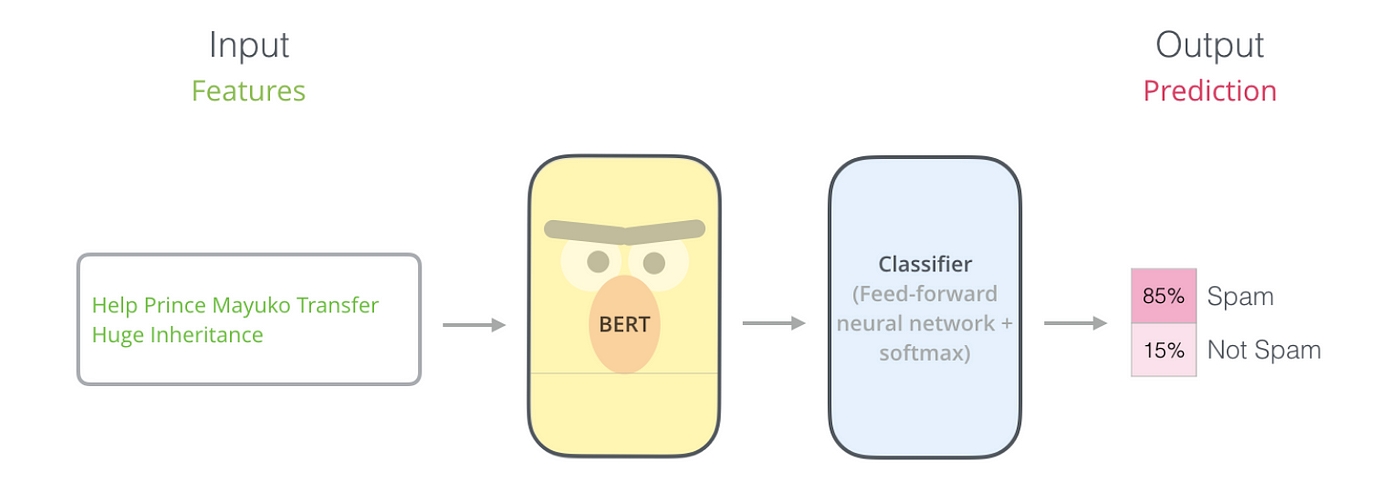 Input
Features
Output
Prediction
Help Prince Mayuko Transfer
Huge Inheritance
BERT
Classifier
(Feed-forward
neural network +
softmax)
85% Spam
15% Not Spam